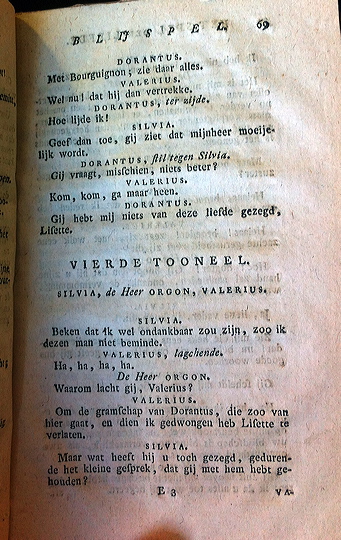 BLIJSPEL. 69
DORANTUS.
Met Bourguignon; zie daar alles.
VALERIUS.
Wel nu! dat hij dan vertrekke.
DORANTUS, ter zijde.
Hoe lijde ik!
SILVIA.
Geef dan toe, gij ziet dat mijnheer moeije-
lijk wordt.
DORANTUS, stil tegen Silvia.
Gij vraagt, misschien, niets beter?
VALERIUS.
Kom, kom, ga maar heen.
DORANTUS.
Gij hebt mij niets van deze liefde gezegd,
Lisette.
VIERDE TOONEEL.
SILVIA, de Heer ORGON, VALERIUS.
SILVIA.
Beken dat ik wel ondankbaar zou zijn, zoo ik
dezen man niet beminde.
VALERIUS, lagchende.
Ha, ha, ha, ha.
De Heer ORGON.
Waarom lacht gij, Valerius?
VALERIUS.
Om de gramschap van Dorantus, die zoo van
hier gaat, en dien ik gedwongen heb Lisette te
verlaten.
SILVIA.
Maar wat heeft hij u toch gezegd, geduren-
de het kleine gesprek, dat gij met hem hebt ge-
houden?
E 3 VA-